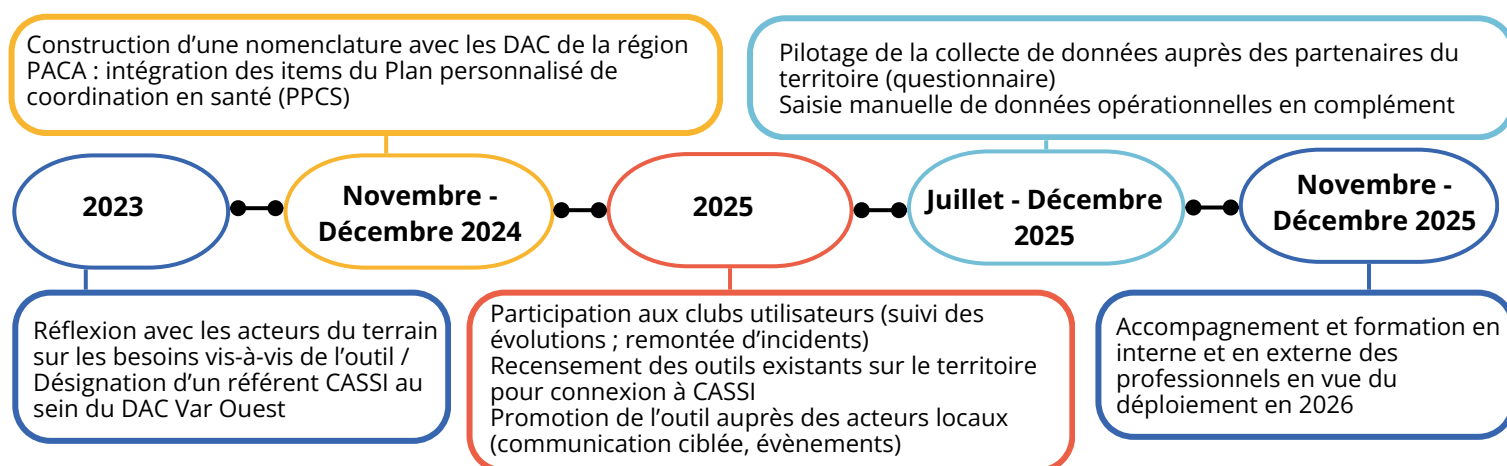 Construction d’une nomenclature avec les DAC de la région
PACA : intégration des items du Plan personnalisé de
coordination en santé (PPCS)
Pilotage de la collecte de données auprès des partenaires du
territoire (questionnaire)
Saisie manuelle de données opérationnelles en complément
2023
Novembre -
Décembre 2024
2025
Juillet - Décembre
2025
Novembre -
Décembre 2025
Réflexion avec les acteurs du terrain
sur les besoins vis-à-vis de l’outil /
Désignation d’un référent CASSI au
sein du DAC Var Ouest
Participation aux clubs utilisateurs (suivi des
évolutions ; remontée d’incidents)
Recensement des outils existants sur le territoire
pour connexion à CASSI
Promotion de l’outil auprès des acteurs locaux
(communication ciblée, évènements)
Accompagnement et formation en
interne et en externe des
professionnels en vue du
déploiement en 2026